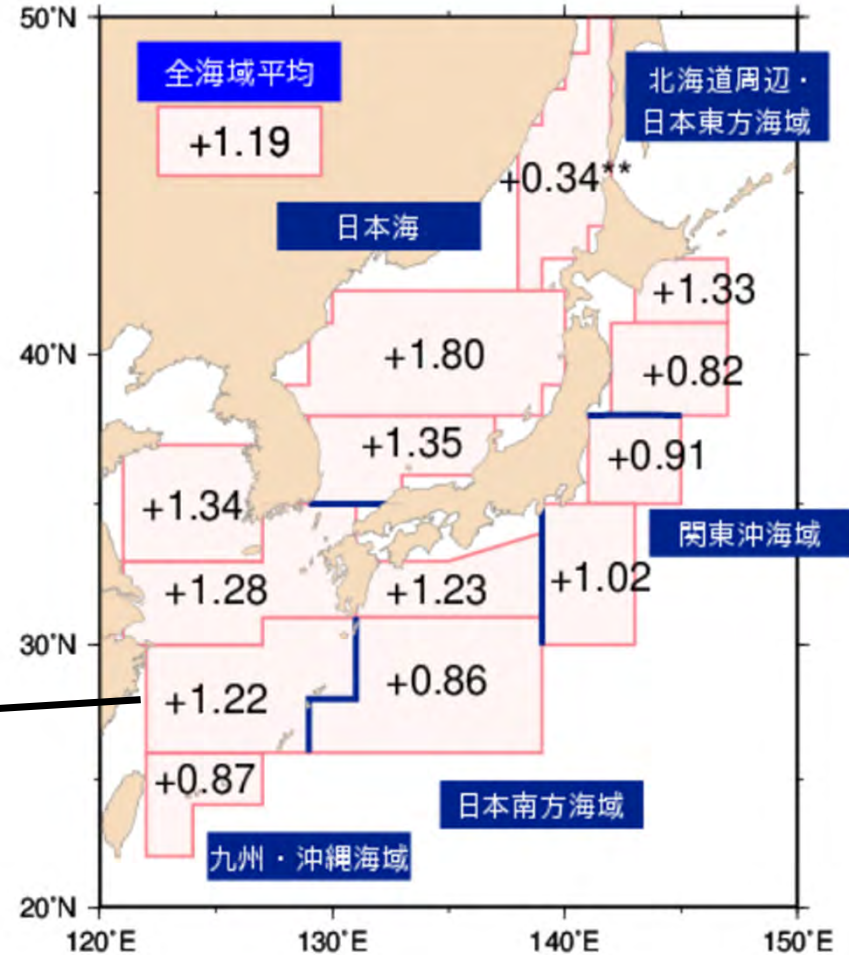 50°N
全海域平均
+1.19
北海道周辺・
日本東方海域
+0.34**
日本海
+1.33
40°N
+1.80
+0.82
+1.35
+0.91
+1.34
関東沖海域
+1.28
+1.23
+1.02
30°N
+1.22
+0.86
+0.87
日本南方海域
九州・沖縄海域
20°N
120°E
130°E
140°E
150°E